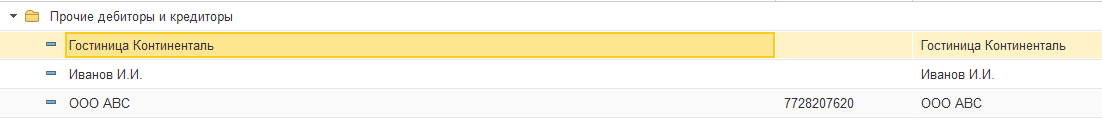 Прочие дебиторы и кредиторы
Гостиница Континенталь Гостиница Континенталь
Иванов И.И. Иванов И.И.
ООО АВС 7728207620 ООО АВС